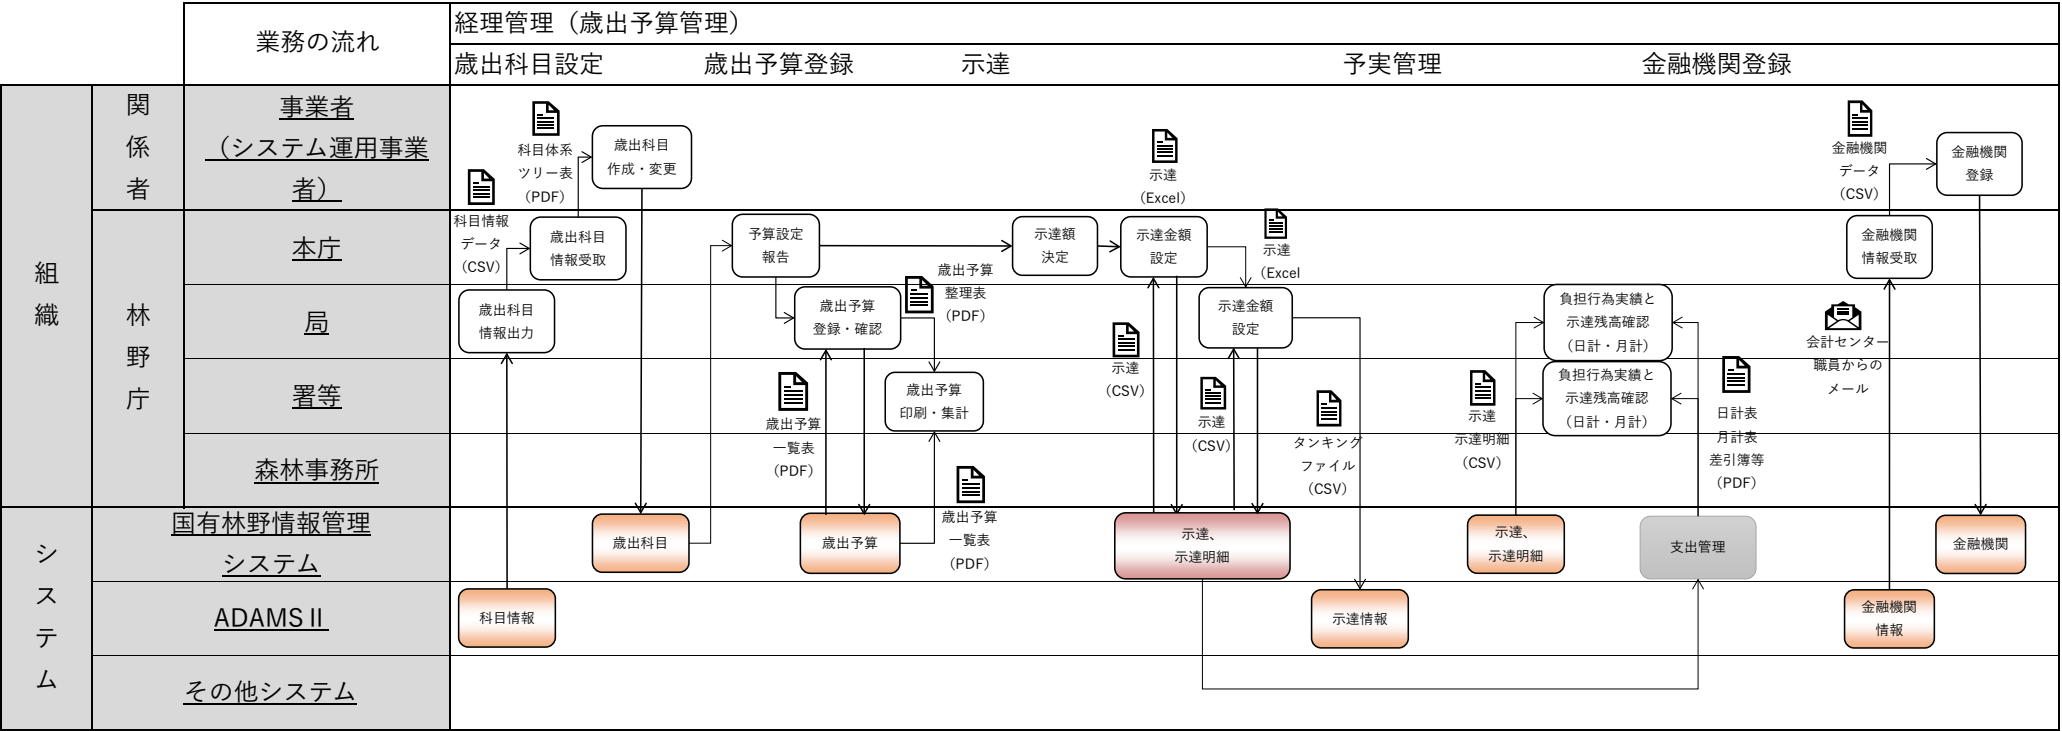 業務の流れ
経理管理（歳出予算管理）
歳出科目設定
歳出予算登録
示達
予実管理
金融機関登録
組
織
関
係
者
事業者
（システム運用事業
者）
林
野
庁
本庁
局
署等
森林事務所
シ
ス
テ
ム
国有林野情報管理
システム
ADAMSⅡ
その他システム
科目情報
データ
（CSV）
科目体系
ツリー表
（PDF）
歳出科目
作成・変更
歳出科目
情報受取
歳出科目
情報出力
歳出科目
科目情報
予算設定
報告
歳出予算
登録・確認
歳出予算
整理表
（PDF）
歳出予算
印刷・集計
歳出予算
一覧表
（PDF）
歳出予算
歳出予算
一覧表
（PDF）
示達額
決定
示達
（Excel）
示達金額
設定
示達
（Excel
示達金額
設定
示達
（CSV）
示達
（CSV）
タンキング
ファイル
（CSV）
示達、
示達明細
示達情報
負担行為実績と
示達残高確認
（日計・月計）
負担行為実績と
示達残高確認
（日計・月計）
示達
示達明細
（CSV）
日計表
月計表
差引簿等
（PDF）
示達、
示達明細
支出管理
金融機関
データ
（CSV）
金融機関
登録
金融機関
情報受取
会計センター
職員からの
メール
金融機関
金融機関
情報